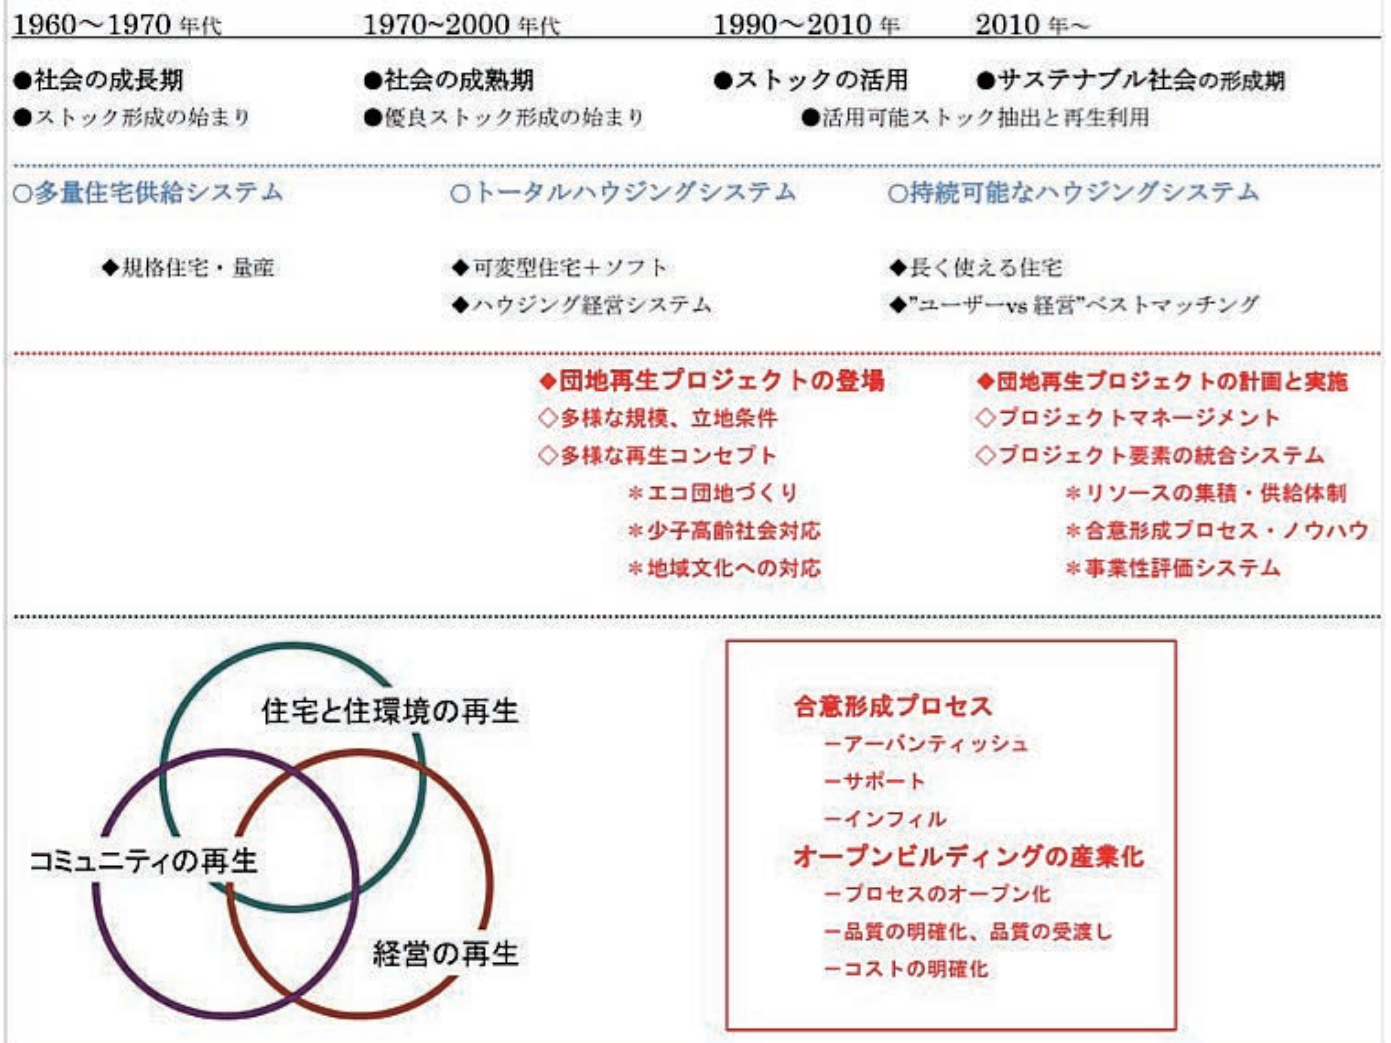 1960～1970 年代 1970~2000 年代 1990～2010 年 2010 年～
●社会の成長期 ●社会の成熟期 ●ストックの活用 ●サステナブル社会の形成期
●ストック形成の始まり ●優良ストック形成の始まり ●活用可能ストック抽出と再生利用
○多量住宅供給システム ○トータルハウジングシステム ○持続可能なハウジングシステム
◆規格住宅・量産 ◆可変型住宅＋ソフト ◆長く使える住宅
◆ハウジング経営システム ◆”ユーザーvs 経営”ベストマッチング
◆団地再生プロジェクトの登場 ◆団地再生プロジェクトの計画と実施
◇多様な規模、立地条件 ◇プロジェクトマネージメント
◇多様な再生コンセプト ◇プロジェクト要素の統合システム
＊エコ団地づくり ＊リソースの集積・供給体制
＊少子高齢社会対応 ＊合意形成プロセス・ノウハウ
＊地域文化への対応 ＊事業性評価システム
住宅と住環境の再生
コミュニティの再生
経営の再生
合意形成プロセス
－アーバンティッシュ
－サポート
－インフィル
オープンビルディングの産業化
－プロセスのオープン化
－品質の明確化、品質の受渡し
－コストの明確化